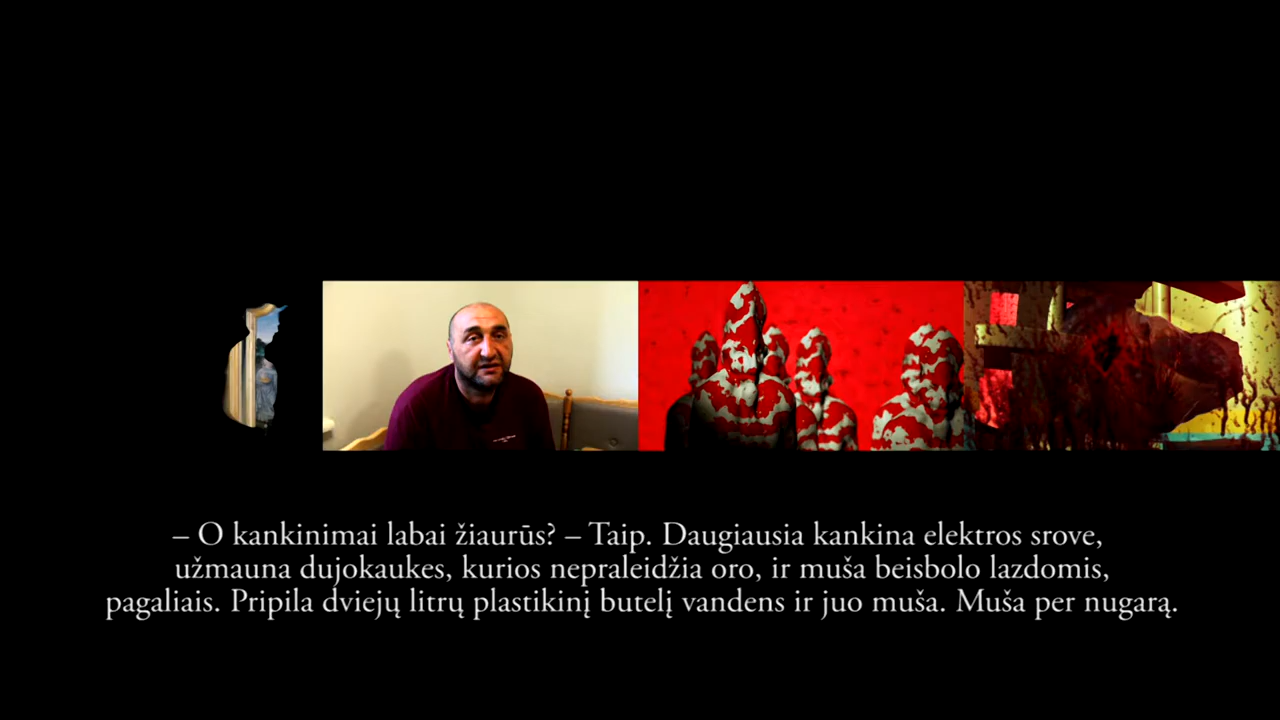 – O kankinimai labai žiaurūs? – Taip. Daugiausia kankina elektros srove,
užmauna dujokaukes, kurios nepraleidžia oro, ir muša beisbolo lazdomis,
pagaliais. Pripila dviejų litrų plastikinį butelį vandens ir juo muša. Muša per nugarą.